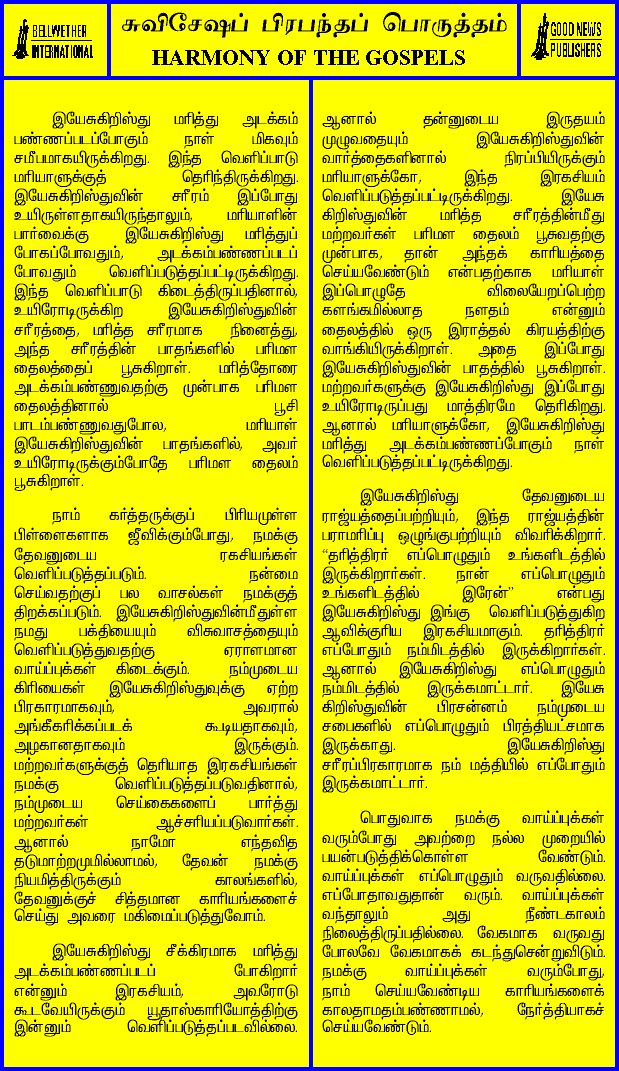 BELLWETHER
INTERNATIONAL
சுவிசேஷப் பிரபந்தப் பொருத்தம்
HARMONY OF THE GOSPELS
GOOD NEWS
PUBLISHERS
இயேசுகிறிஸ்து மரித்து அடக்கம்
பண்ணப்படப்போகும் நாள் மிகவும்
சமீபமாகயிருக்கிறது. இந்த வெளிப்பாடு
மரியாளுக்குத் தெரிந்திருக்கிறது.
இயேசுகிறிஸ்துவின் சரீரம் இப்போது
உயிருள்ளதாகயிருந்தாலும், மரியாளின்
பார்வைக்கு இயேசுகிறிஸ்து மரித்துப்
போகப்போவதும், அடக்கம்பண்ணப்படப்
போவதும் வெளிப்படுத்தப்பட்டிருக்கிறது.
இந்த வெளிப்பாடு கிடைத்திருப்பதினால்,
உயிரோடிருக்கிற இயேசுகிறிஸ்துவின்
சரீரத்தை, மரித்த சரீரமாக நினைத்து,
அந்த சரீரத்தின் பாதங்களில் பரிமள
தைலத்தைப் பூசுகிறாள். மரித்தோரை
அடக்கம்பண்ணுவதற்கு முன்பாக பரிமள
தைலத்தினால் பூசி
பாடம்பண்ணுவதுபோல, மரியாள்
இயேசுகிறிஸ்துவின் பாதங்களில், அவர்
உயிரோடிருக்கும்போதே பரிமள தைலம்
பூசுகிறாள்.
நாம் கர்த்தருக்குப் பிரியமுள்ள
பிள்ளைகளாக ஜீவிக்கும்போது, நமக்கு
தேவனுடைய ரகசியங்கள்
வெளிப்படுத்தப்படும். நன்மை
செய்வதற்குப் பல வாசல்கள் நமக்குத்
திறக்கப்படும். இயேசுகிறிஸ்துவின்மீதுள்ள
நமது பக்தியையும் விசுவாசத்தையும்
வெளிப்படுத்துவதற்கு ஏராளமான
வாய்ப்புக்கள் கிடைக்கும். நம்முடைய
கிரியைகள் இயேசுகிறிஸ்துவுக்கு ஏற்ற
பிரகாரமாகவும், அவரால்
அங்கீகரிக்கப்படக் கூடியதாகவும்,
அழகானதாகவும் இருக்கும்.
மற்றவர்களுக்குத் தெரியாத இரகசியங்கள்
நமக்கு வெளிப்படுத்தப்படுவதினால்,
நம்முடைய செய்கைகளைப் பார்த்து
மற்றவர்கள் ஆச்சரியப்படுவார்கள்.
ஆனால் நாமோ எந்தவித
தடுமாற்றமுமில்லாமல், தேவன் நமக்கு
நியமித்திருக்கும் காலங்களில்,
தேவனுக்குச் சித்தமான காரியங்களைச்
செய்து அவரை மகிமைப்படுத்துவோம்.
இயேசுகிறிஸ்து சீக்கிரமாக மரித்து
அடக்கம்பண்ணப்படப் போகிறார்
என்னும் இரகசியம், அவரோடு
கூடவேயிருக்கும் யூதாஸ்காரியோத்திற்கு
இன்னும் வெளிப்படுத்தப்படவில்லை.
ஆனால் தன்னுடைய இருதயம்
முழுவதையும் இயேசுகிறிஸ்துவின்
வார்த்தைகளினால் நிரப்பியிருக்கும்
மரியாளுக்கோ, இந்த இரகசியம்
வெளிப்படுத்தப்பட்டிருக்கிறது. இயேசு
கிறிஸ்துவின் மரித்த சரீரத்தின்மீது
மற்றவர்கள் பரிமள தைலம் பூசுவதற்கு
முன்பாக, தான் அந்தக் காரியத்தை
செய்யவேண்டும் என்பதற்காக மரியாள்
இப்பொழுதே விலையேறப்பெற்ற
களங்கமில்லாத நளதம் என்னும்
தைலத்தில் ஒரு இராத்தல் கிரயத்திற்கு
வாங்கியிருக்கிறாள். அதை இப்போது
இயேசுகிறிஸ்துவின் பாதத்தில் பூசுகிறாள்.
மற்றவர்களுக்கு இயேசுகிறிஸ்து இப்போது
உயிரோடிருப்பது மாத்திரமே தெரிகிறது.
ஆனால் மரியாளுக்கோ, இயேசுகிறிஸ்து
மரித்து அடக்கம்பண்ணப்போகும் நாள்
வெளிப்படுத்தப்பட்டிருக்கிறது.
இயேசுகிறிஸ்து தேவனுடைய
ராஜ்யத்தைப்பற்றியும், இந்த ராஜ்யத்தின்
பராமரிப்பு ஒழுங்குபற்றியும் விவரிக்கிறார்.
“தரித்திரர் எப்பொழுதும் உங்களிடத்தில்
இருக்கிறார்கள். நான் எப்பொழுதும்
உங்களிடத்தில் இரேன்” என்பது
இயேசுகிறிஸ்து இங்கு வெளிப்படுத்துகிற
ஆவிக்குரிய இரகசியமாகும். தரித்திரர்
எப்போதும் நம்மிடத்தில் இருக்கிறார்கள்.
ஆனால் இயேசுகிறிஸ்து எப்பொழுதும்
நம்மிடத்தில் இருக்கமாட்டார். இயேசு
கிறிஸ்துவின் பிரசன்னம் நம்முடைய
சபைகளில் எப்பொழுதும் பிரத்தியட்சமாக
இருக்காது. இயேசுகிறிஸ்து
சரீரப்பிரகாரமாக நம் மத்தியில் எப்போதும்
இருக்கமாட்டார்.
பொதுவாக நமக்கு வாய்ப்புக்கள்
வரும்போது அவற்றை நல்ல முறையில்
பயன்படுத்திக்கொள்ள வேண்டும்.
வாய்ப்புக்கள் எப்பொழுதும் வருவதில்லை.
எப்போதாவதுதான் வரும். வாய்ப்புக்கள்
வந்தாலும் அது நீண்டகாலம்
நிலைத்திருப்பதில்லை. வேகமாக வருவது
போலவே வேகமாகக் கடந்துசென்றுவிடும்.
நமக்கு வாய்ப்புக்கள் வரும்போது,
நாம் செய்யவேண்டிய காரியங்களைக்
காலதாமதம்பண்ணாமல், நேர்த்தியாகச்
செய்யவேண்டும்.